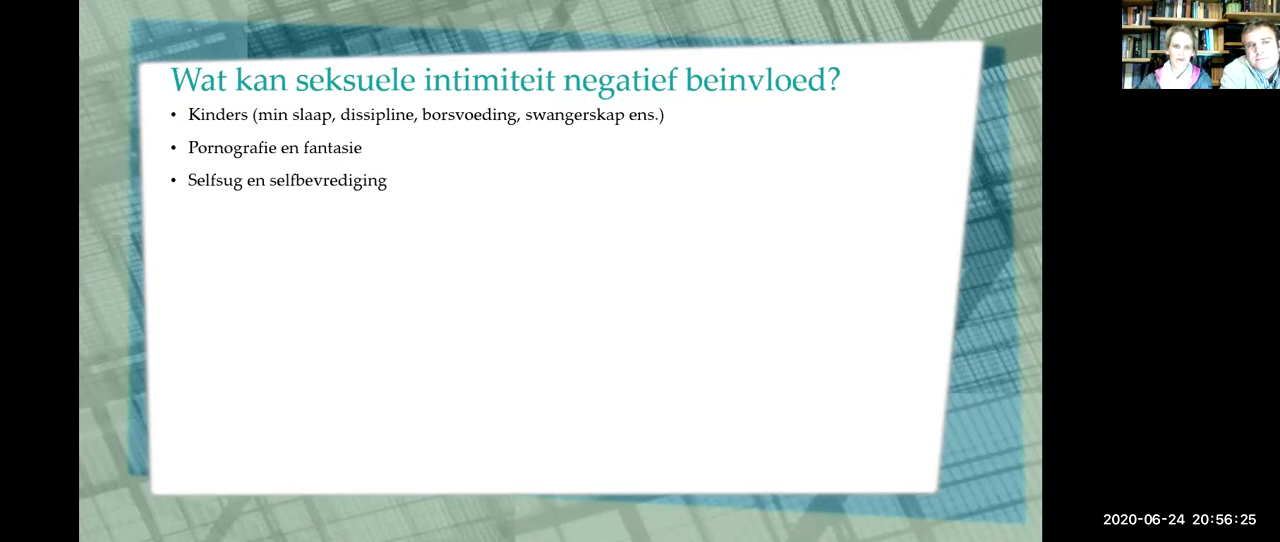 Wat kan seksuele intimiteit negatief beinvloed?
• Kinders (min slaap, dissipline, borsvoeding, swangerskap ens.)
• Pornografie en fantasie
• Selfsug en selfbevrediging
2020-06-24 20:56:25